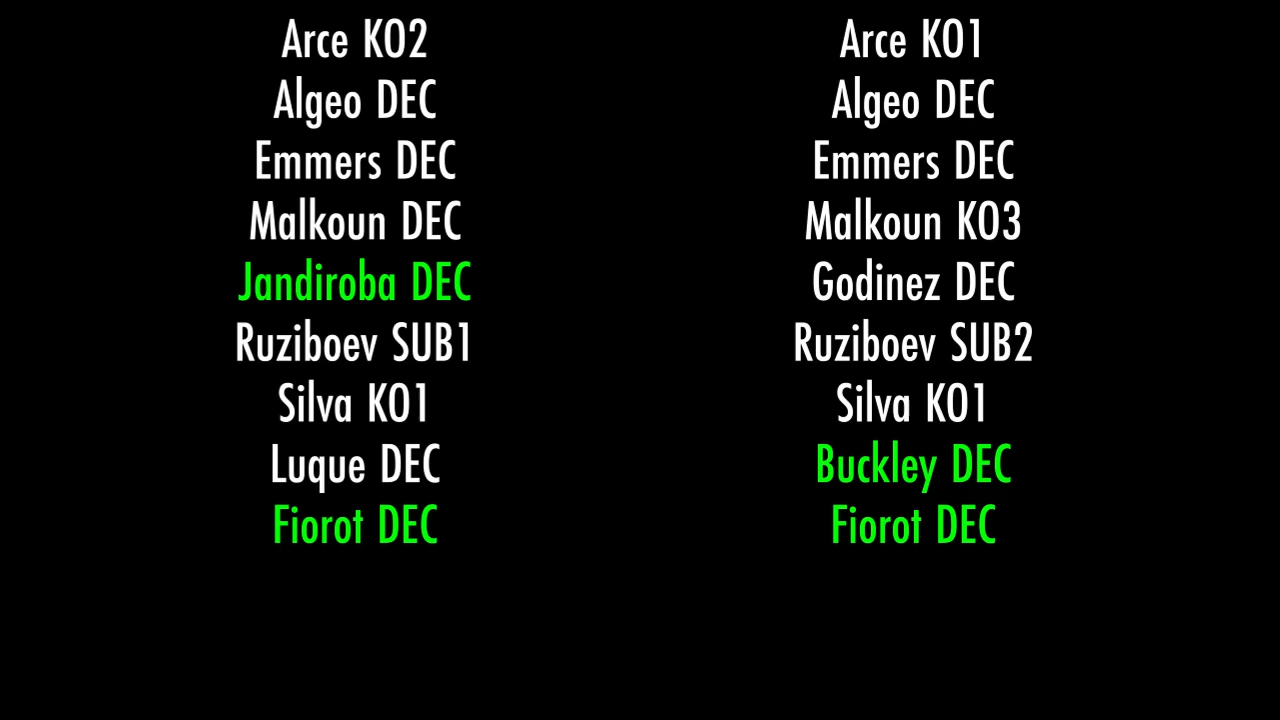 Arce KO2
Algeo DEC
Emmers DEC
Malkoun DEC
Jandiroba DEC
Ruziboev SUB1
Silva KO1
Luque DEC
Fiorot DEC
Arce KO1
Algeo DEC
Emmers DEC
Malkoun KO3
Godinez DEC
Ruziboev SUB2
Silva KO1
Buckley DEC
Fiorot DEC